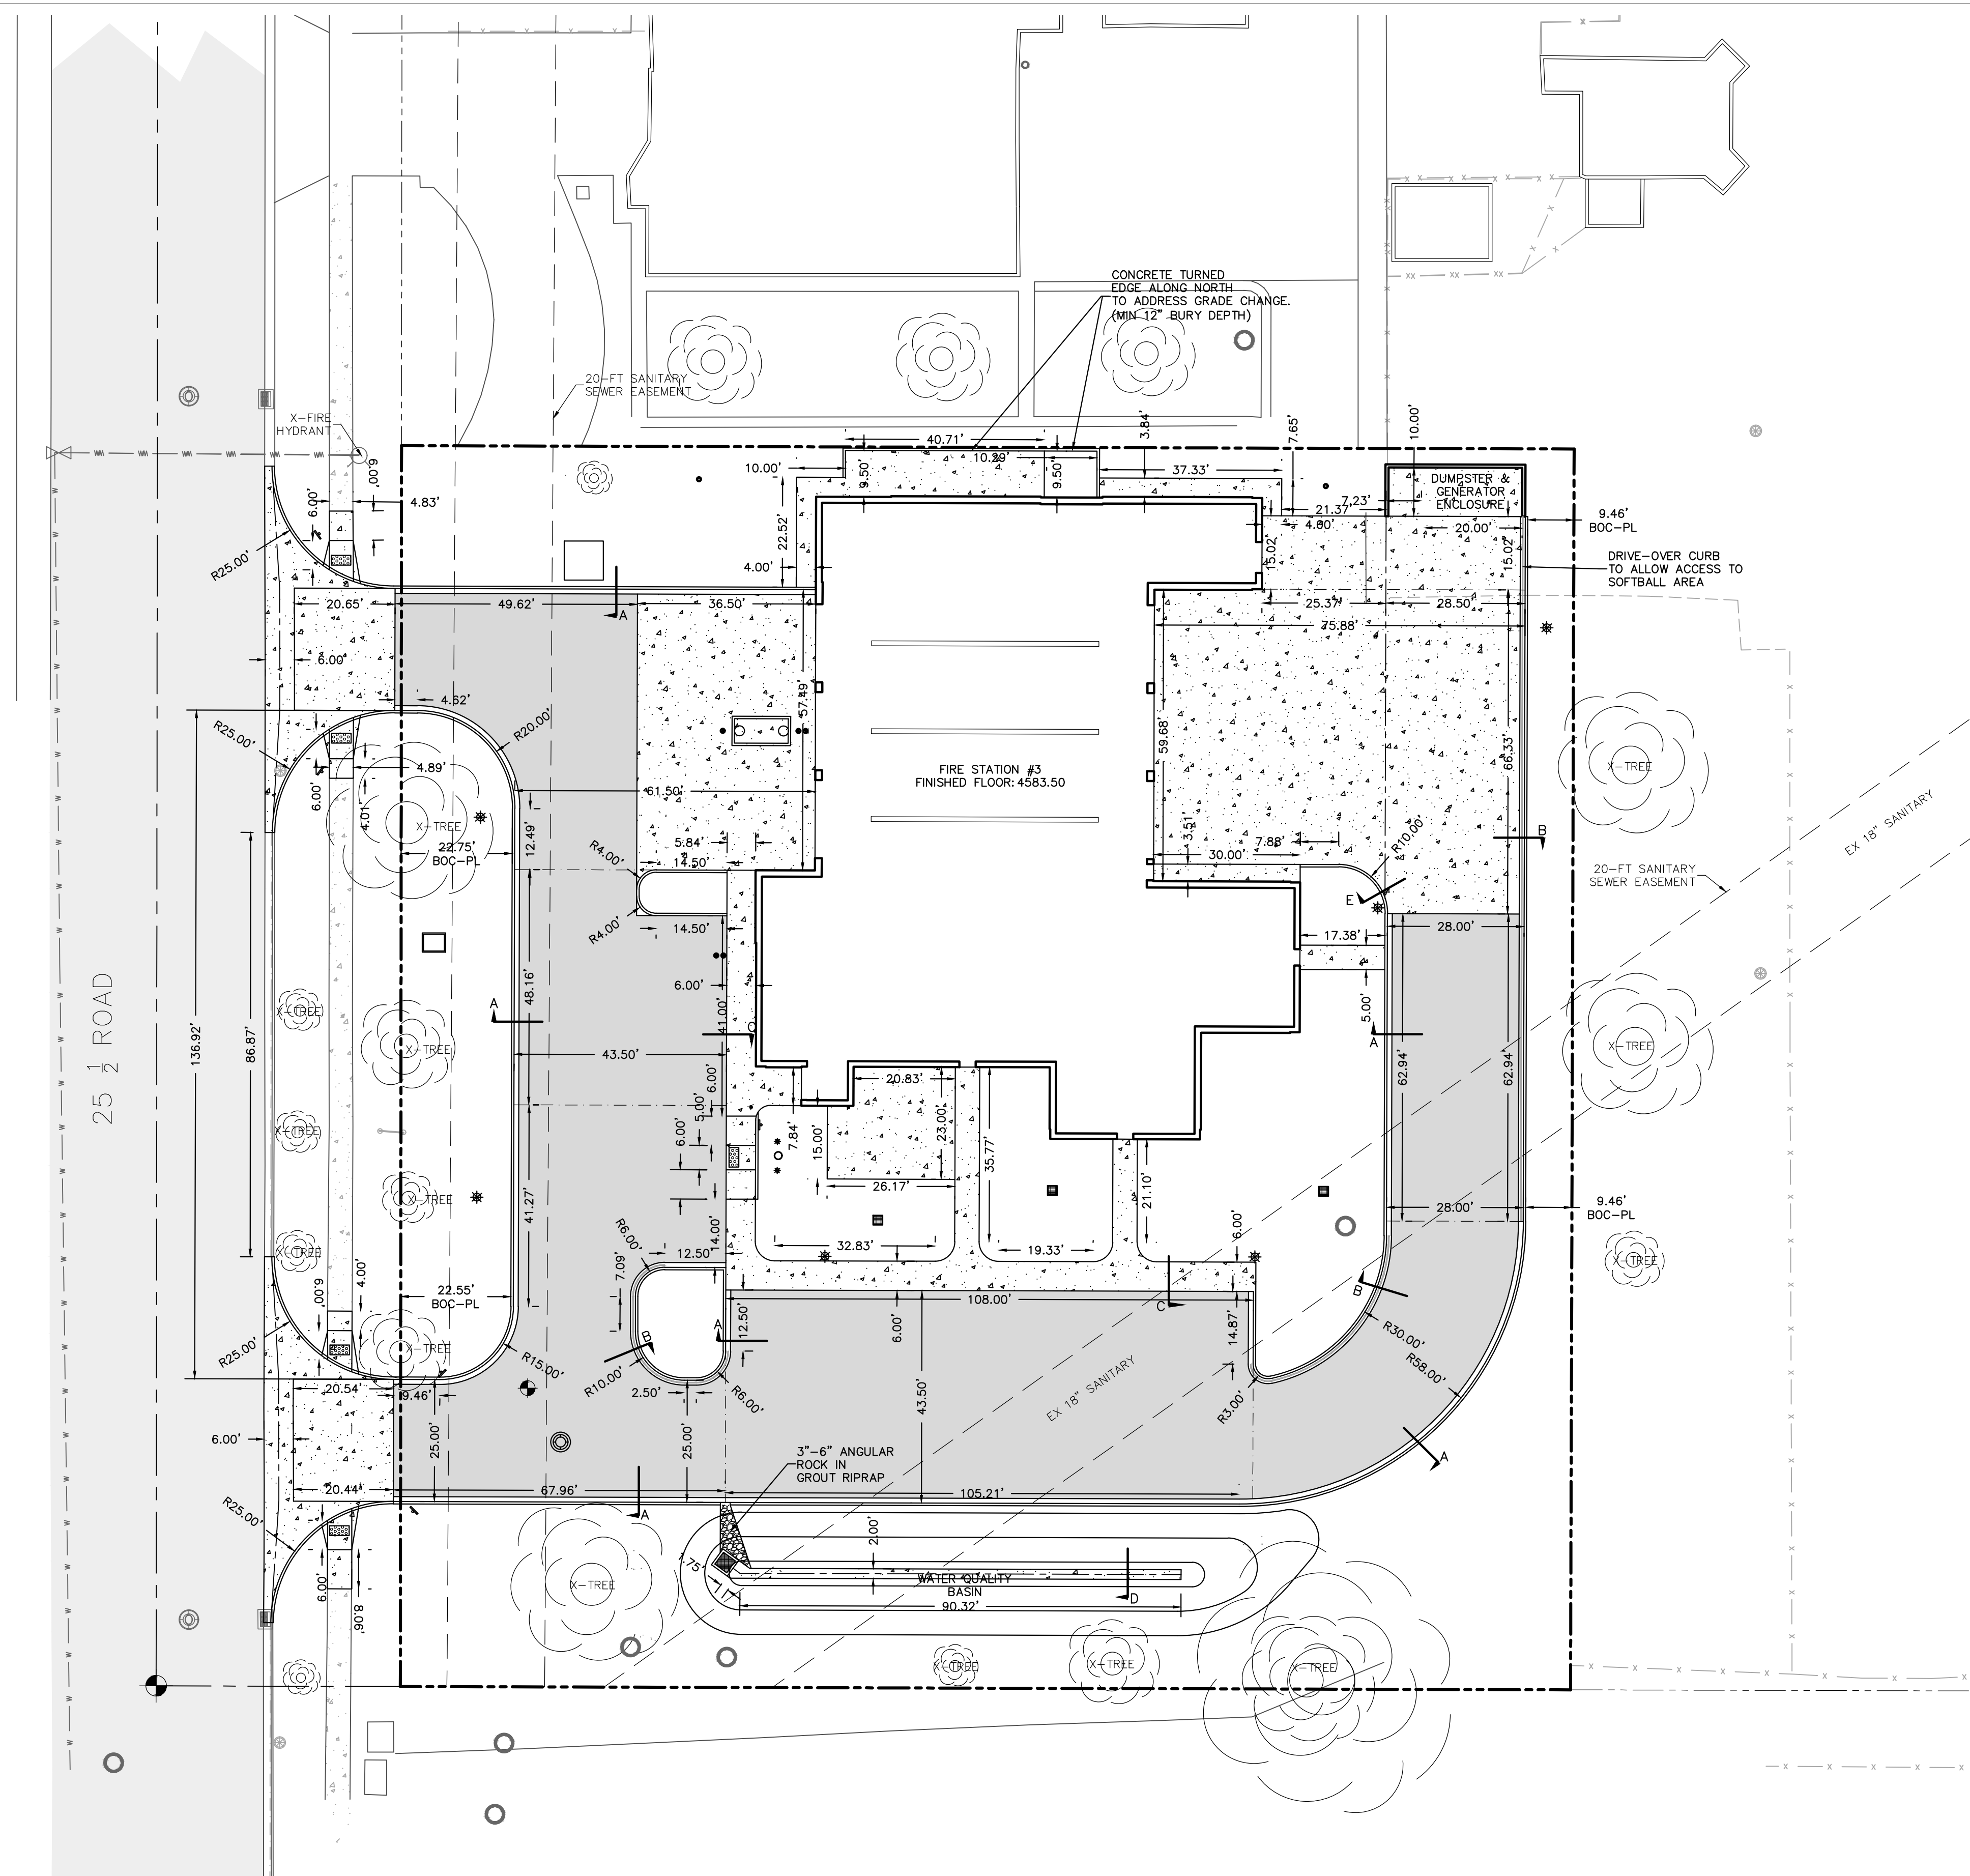 CONCRETE TURNED
EDGE ALONG NORTH
TO ADDRESS GRADE CHANGE.
(MIN 12" BURY DEPTH)
20-FT SANITARY
SEWER EASEMENT
X-FIRE
HYDRANT
6.00'
6.00'
4.83'
R25.00'
40.71'
10.29'
3.84'
7.65'
10.00'
10.00'
9.50'
9.50'
37.33'
DUMPSTER &
GENERATOR
ENCLOSURE
7.23'
21.37'
4.00'
20.00'
9.46'
BOC-PL
22.52'
15.02'
15.02'
DRIVE-OVER CURB
TO ALLOW ACCESS TO
SOFTBALL AREA
4.00'
20.65'
49.62'
36.50'
A
25.37'
28.50'
75.88'
6.00'
4.62'
57.49'
59.68'
66.33'
R25.00'
R20.00'
6.00'
4.89'
4.01'
61.50'
FIRE STATION #3
FINISHED FLOOR: 4583.50
X-TREE
X-TREE
22.75'
BOC-PL
12.49'
5.84'
14.50'
R4.00'
3.51'
7.88'
30.00'
R10.00'
B
EX 18" SANITARY
20-FT SANITARY
SEWER EASEMENT
E
R4.00'
14.50'
28.00'
17.38'
25 1/2 ROAD
136.92'
86.87'
48.16'
A
6.00'
41.00'
C
5.00'
A
X-TREE
X-TREE
X-TREE
43.50'
62.94'
62.94'
20.83'
6.00'
5.00'
6.00'
7.84'
15.00'
23.00'
35.77'
X-TREE
X-TREE
26.17'
21.10'
28.00'
9.46'
BOC-PL
41.27'
14.00'
R6.00'
12.50'
32.83'
19.33'
6.00'
X-TREE
X-TREE
4.00'
6.00'
22.55'
BOC-PL
7.09'
108.00'
C
B
R25.00'
B
A
12.50'
6.00'
14.87'
R30.00'
X-TREE
R15.00'
R58.00'
R10.00'
2.50'
R6.00'
R3.00'
EX 18" SANITARY
20.54'
9.46'
25.00'
25.00'
43.50'
6.00'
3"-6" ANGULAR
ROCK IN
GROUT RIPRAP
A
20.44'
67.96'
105.21'
R25.00'
A
2.00'
1.75'
WATER QUALITY
BASIN
D
90.32'
X-TREE
6.00'
8.06'
X-TREE
X-TREE
X-TREE